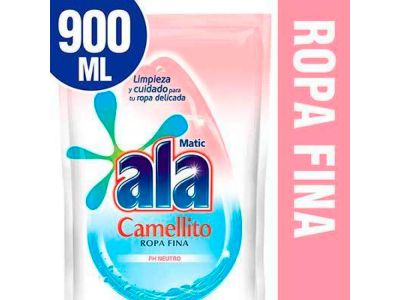 900
ML
Limpieza
y cuidado para
tu ropa delicada
Matic
ala
Camellito
ROPA FINA
PH NEUTRO
ROPA FINA